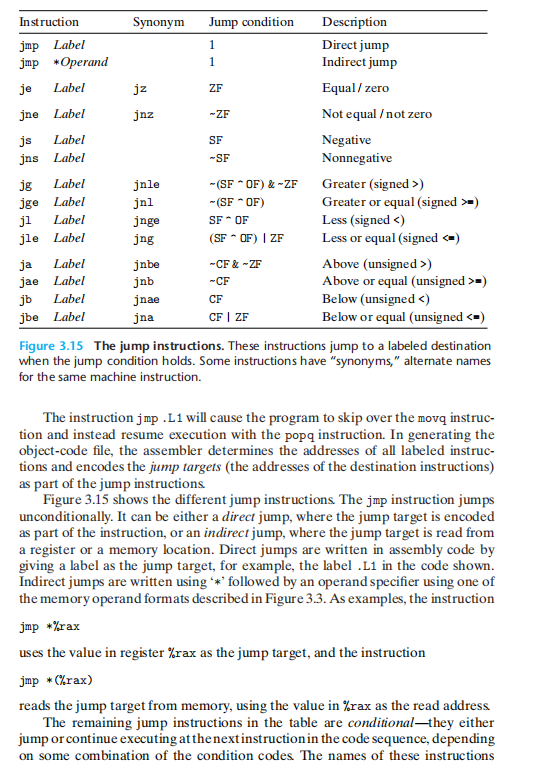 Instruction Synonym Jump condition Description
jmp Label 1 Direct jump
jmp *Operand 1 Indirect jump
je Label jz ZF Equal / zero
jne Label jnz ~ZF Not equal / not zero
js Label SF Negative
jns Label ~SF Nonnegative
jg Label jnle ~(SF ^ OF) & ~ZF Greater (signed >)
jge Label jnl ~(SF ^ OF) Greater or equal (signed >=)
jl Label jnge SF ^ OF Less (signed <)
jle Label jng (SF ^ OF) | ZF Less or equal (signed <=)
ja Label jnbe ~CF & ~ZF Above (unsigned >)
jae Label jnb ~CF Above or equal (unsigned >=)
jb Label jnae CF Below (unsigned <)
jbe Label jna CF | ZF Below or equal (unsigned <=)
Figure 3.15 The jump instructions. These instructions jump to a labeled destination
when the jump condition holds. Some instructions have “synonyms,” alternate names
for the same machine instruction.
The instruction jmp .L1 will cause the program to skip over the movq instruc-
tion and instead resume execution with the popq instruction. In generating the
object-code file, the assembler determines the addresses of all labeled instruc-
tions and encodes the jump targets (the addresses of the destination instructions)
as part of the jump instructions.
Figure 3.15 shows the different jump instructions. The jmp instruction jumps
unconditionally. It can be either a direct jump, where the jump target is encoded
as part of the instruction, or an indirect jump, where the jump target is read from
a register or a memory location. Direct jumps are written in assembly code by
giving a label as the jump target, for example, the label .L1 in the code shown.
Indirect jumps are written using ‘*’ followed by an operand specifier using one of
the memory operand formats described in Figure 3.3. As examples, the instruction
jmp *%rax
uses the value in register %rax as the jump target, and the instruction
jmp *(%rax)
reads the jump target from memory, using the value in %rax as the read address.
The remaining jump instructions in the table are conditional—they either
jump or continue executing at the next instruction in the code sequence, depending
on some combination of the condition codes. The names of these instructions